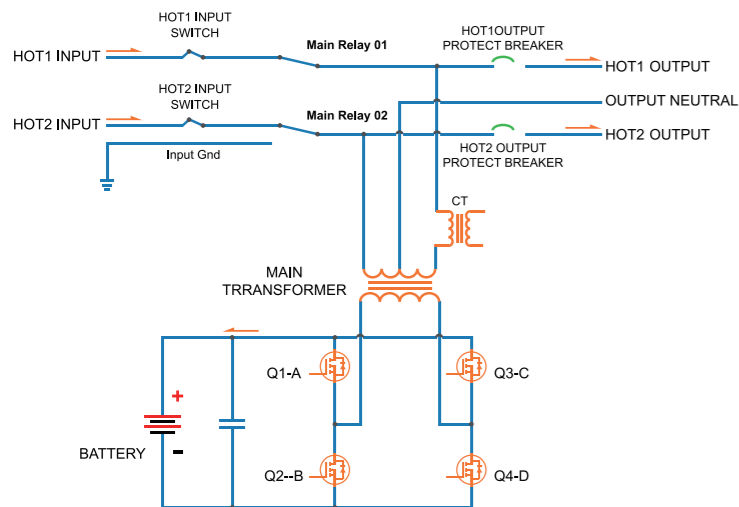 HOT1 INPUT
SWITCH
HOT1OUTPUT
PROTECT BREAKER
Main Relay 01
HOT1 INPUT
HOT1 OUTPUT
HOT2 INPUT
SWITCH
OUTPUT NEUTRAL
Main Relay 02
HOT2 INPUT
HOT2 OUTPUT
Input Gnd
HOT2 OUTPUT
PROTECT BREAKER
CT
MAIN
TRRANSFORMER
Q1-A
Q3-C
+
BATTERY
-
Q2--B
Q4-D